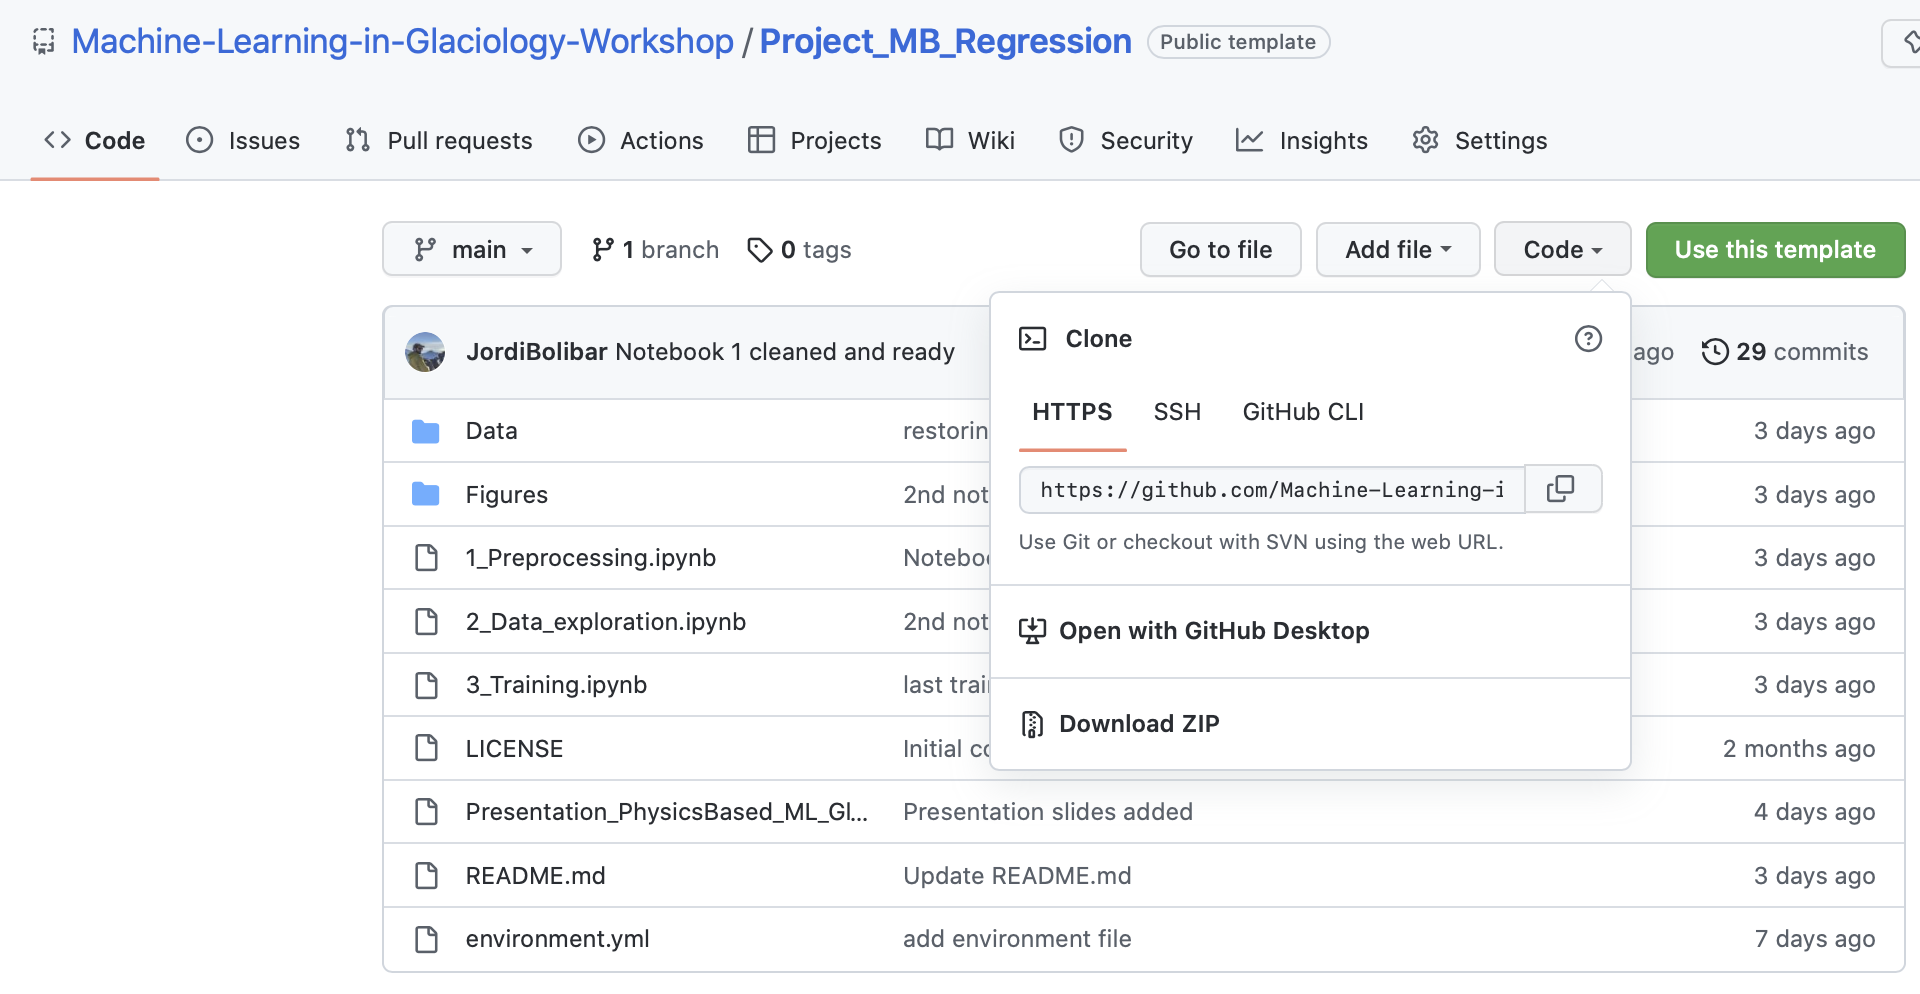 Machine-Learning-in-Glaciology-Workshop / Project_MB_Regression Public template
Code Issues Pull requests Actions Projects Wiki Security Insights Settings
main 1 branch 0 tags Go to file Add file Code Use this template
JordiBolibar Notebook 1 cleaned and ready ago 29 commits
Clone
HTTPS SSH GitHub CLI
https://github.com/Machine-Learning-i
Use Git or checkout with SVN using the web URL.
Open with GitHub Desktop
Download ZIP
Data restorin 3 days ago
Figures 2nd not 3 days ago
1_Preprocessing.ipynb Noteboo 3 days ago
2_Data_exploration.ipynb 2nd not 3 days ago
3_Training.ipynb last trai 3 days ago
LICENSE Initial co 2 months ago
Presentation_PhysicsBased_ML_Gl... Presentation slides added 4 days ago
README.md Update README.md 3 days ago
environment.yml add environment file 7 days ago